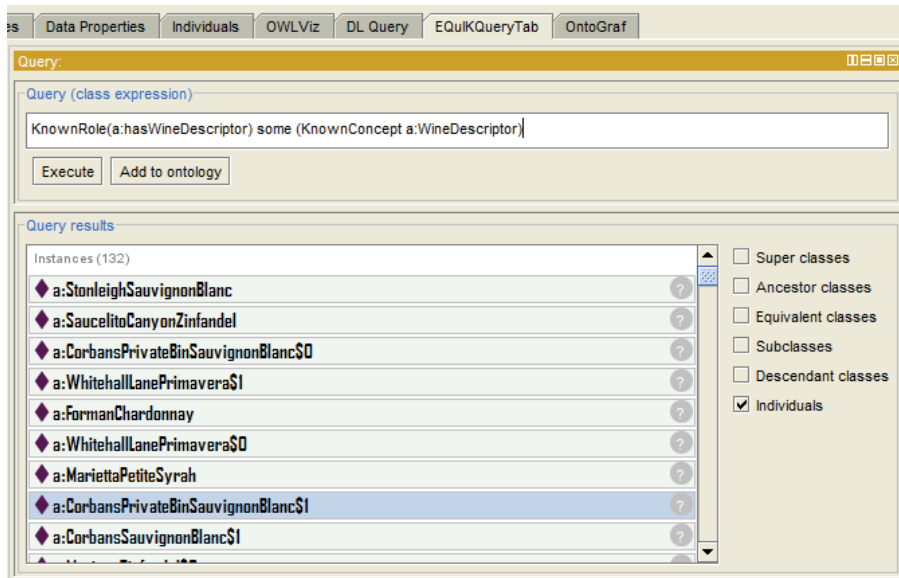 es Data Properties Individuals OWLViz DL Query EQuIKQueryTab OntoGraf
Query:
Query (class expression)
KnownRole(a:hasWineDescriptor) some (KnownConcept a:WineDescriptor)
Execute Add to ontology
Query results
Instances (132)
a:StonleighSauvignonBlanc
a:SaucelitoCanyonZinfandel
a:CorbansPrivateBinSauvignonBlanc$0
a:WhitehallLanePrimavera$1
a:FormanChardonnay
a:WhitehallLanePrimavera$0
a:MariettaPetiteSyrah
a:CorbansPrivateBinSauvignonBlanc$1
a:CorbansSauvignonBlanc$1
Super classes
Ancestor classes
Equivalent classes
Subclasses
Descendant classes
Individuals